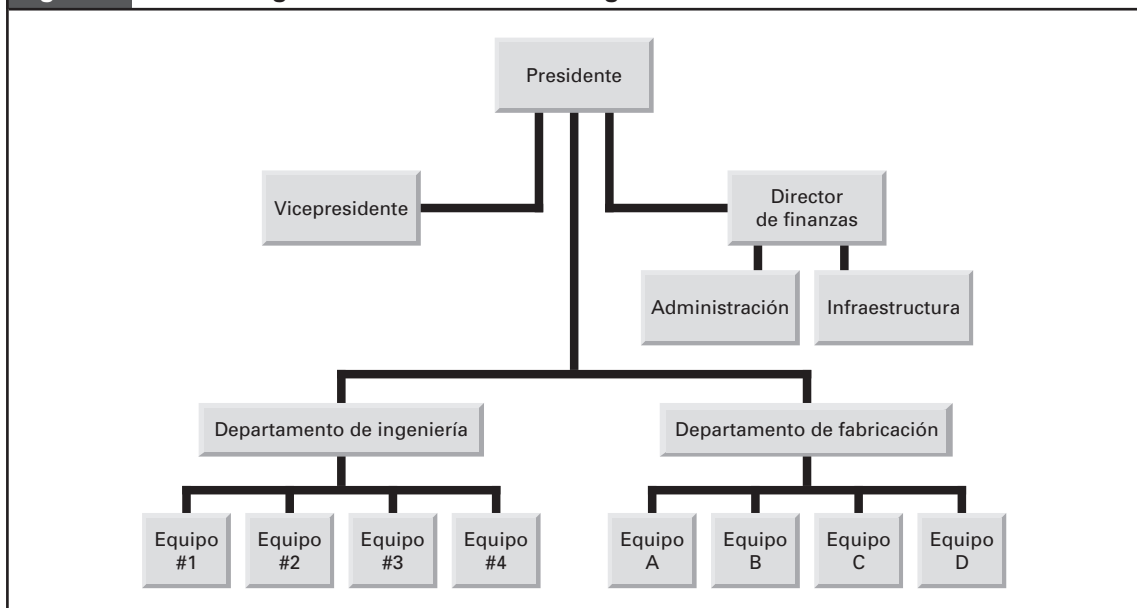 Presidente
Vicepresidente
Director
de finanzas
Administración
Infraestructura
Departamento de ingeniería
Departamento de fabricación
Equipo
#1
Equipo
#2
Equipo
#3
Equipo
#4
Equipo
A
Equipo
B
Equipo
C
Equipo
D